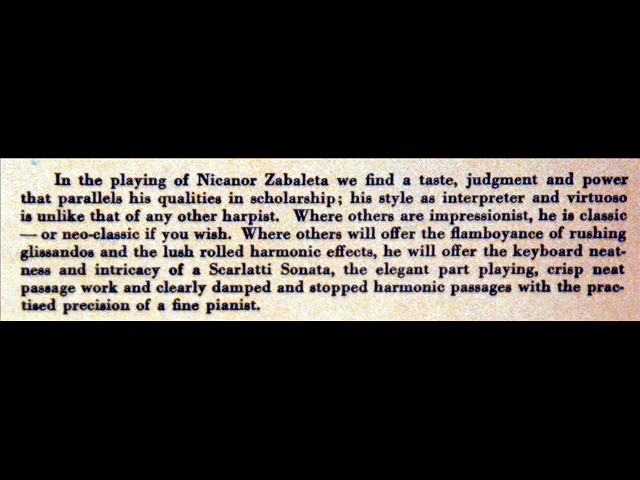 In the playing of Nicanor Zabaleta we find a taste, judgment and power
that parallels his qualities in scholarship; his style as interpreter and virtuoso
is unlike that of any other harpist. Where others are impressionist, he is classic
— or neo-classic if you wish. Where others will offer the flamboyance of rushing
glissandos and the lush rolled harmonic effects, he will offer the keyboard neat-
ness and intricacy of a Scarlatti Sonata, the elegant part playing, crisp neat
passage work and clearly damped and stopped harmonic passages with the prac-
tised precision of a fine pianist.